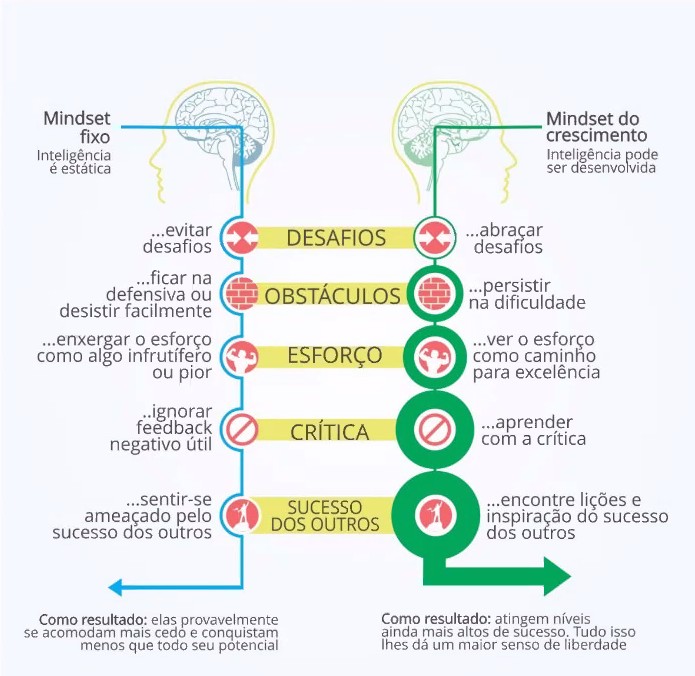 Mindset
fixo
Inteligência
é estática
Mindset do
crescimento
Inteligência pode
ser desenvolvida
...evitar
desafios
DESAFIOS
...abraçar
desafios
...ficar na
defensiva ou
desistir facilmente
OBSTÁCULOS
...persistir
na dificuldade
...enxergar o esforço
como algo infrutífero
ou pior
ESFORÇO
...ver o esforço
como caminho
para excelência
..ignorar
feedback
negativo útil
CRÍTICA
...aprender
com a crítica
...sentir-se
ameaçado pelo
sucesso dos outros
SUCESSO
DOS OUTROS
...encontre lições e
inspiração do sucesso
dos outros
Como resultado: elas provavelmente
se acomodam mais cedo e conquistam
menos que todo seu potencial
Como resultado: atingem níveis
ainda mais altos de sucesso. Tudo isso
lhes dá um maior senso de liberdade